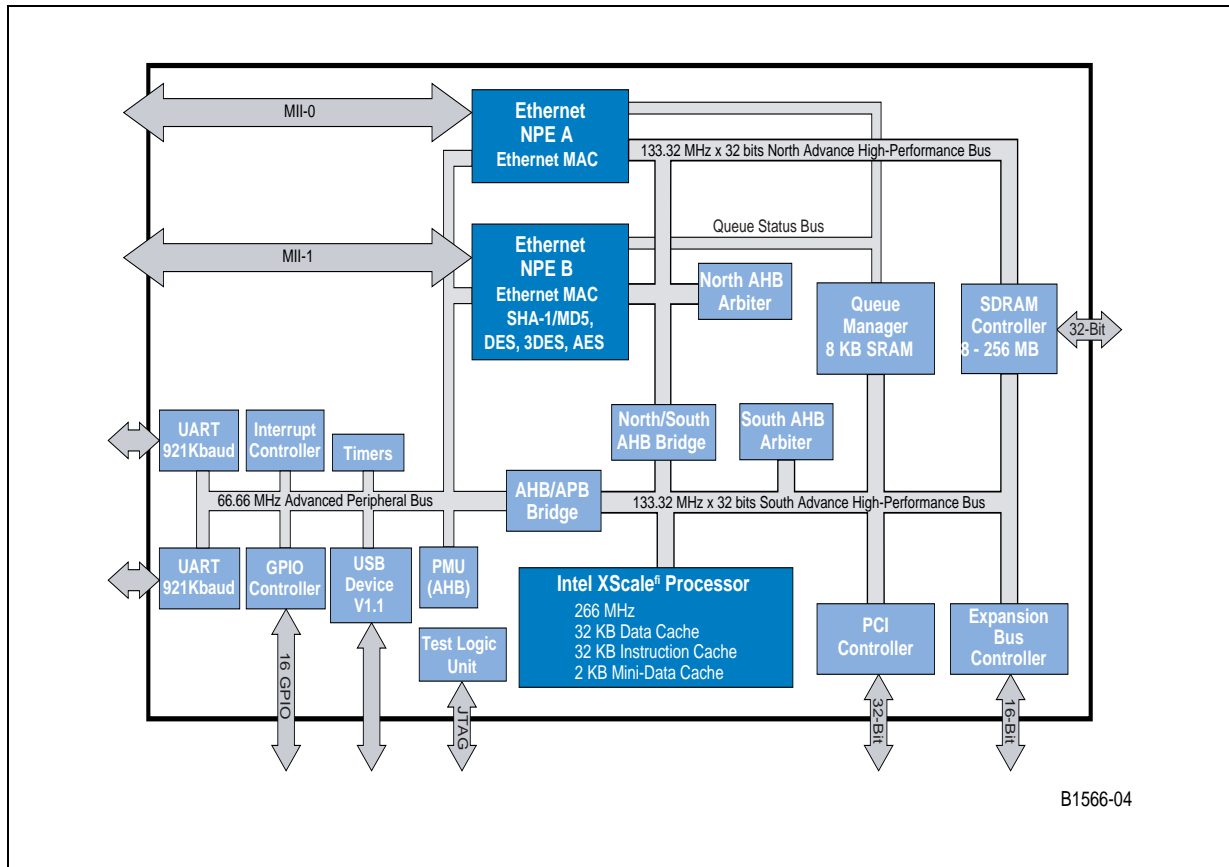 MII-0
Ethernet
NPE A
Ethernet MAC
133.32 MHz x 32 bits North Advance High-Performance Bus
Queue Status Bus
MII-1
Ethernet
NPE B
Ethernet MAC
SHA-1/MD5,
DES, 3DES, AES
North AHB
Arbiter
Queue
Manager
8 KB SRAM
SDRAM
Controller
8 - 256 MB
32-Bit
UART
921Kbaud
Interrupt
Controller
Timers
North/South
AHB Bridge
South AHB
Arbiter
66.66 MHz Advanced Peripheral Bus
AHB/APB
Bridge
133.32 MHz x 32 bits South Advance High-Performance Bus
UART
921Kbaud
GPIO
Controller
USB
Device
V1.1
PMU
(AHB)
Intel XScaleﬁ Processor
266 MHz
32 KB Data Cache
32 KB Instruction Cache
2 KB Mini-Data Cache
Test Logic
Unit
PCI
Controller
Expansion
Bus
Controller
16 GPIO
JTAG
32-Bit
16-Bit
B1566-04